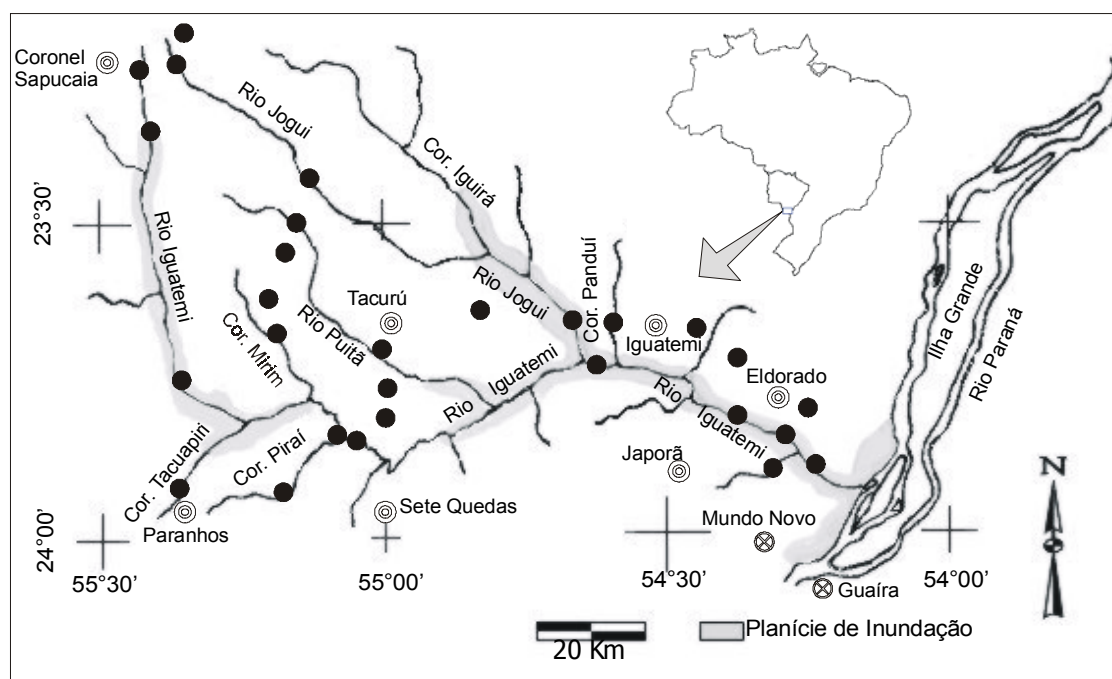 Coronel
Sapucaia
Rio Jogui
Cor. Iguirá
23°30’
Rio Iguatemi
Cor. Mirim
Rio Puitã
Tacurú
Rio Jogui
Cor. Panduí
Iguatemi
Ilha Grande
Rio Paraná
Rio Iguatemi
Eldorado
Rio Iguatemi
Cor. Tacuapiri
Cor. Piraí
Japorã
Paranhos
Sete Quedas
Mundo Novo
N
24°00’
55°30’
55°00’
54°30’
54°00’
Guaíra
20 Km
Planície de Inundação